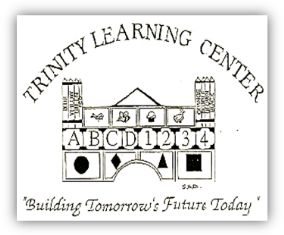 TRINITY LEARNING CENTER
ABCD1234
S.A.D.
"Building Tomorrow's Future Today"